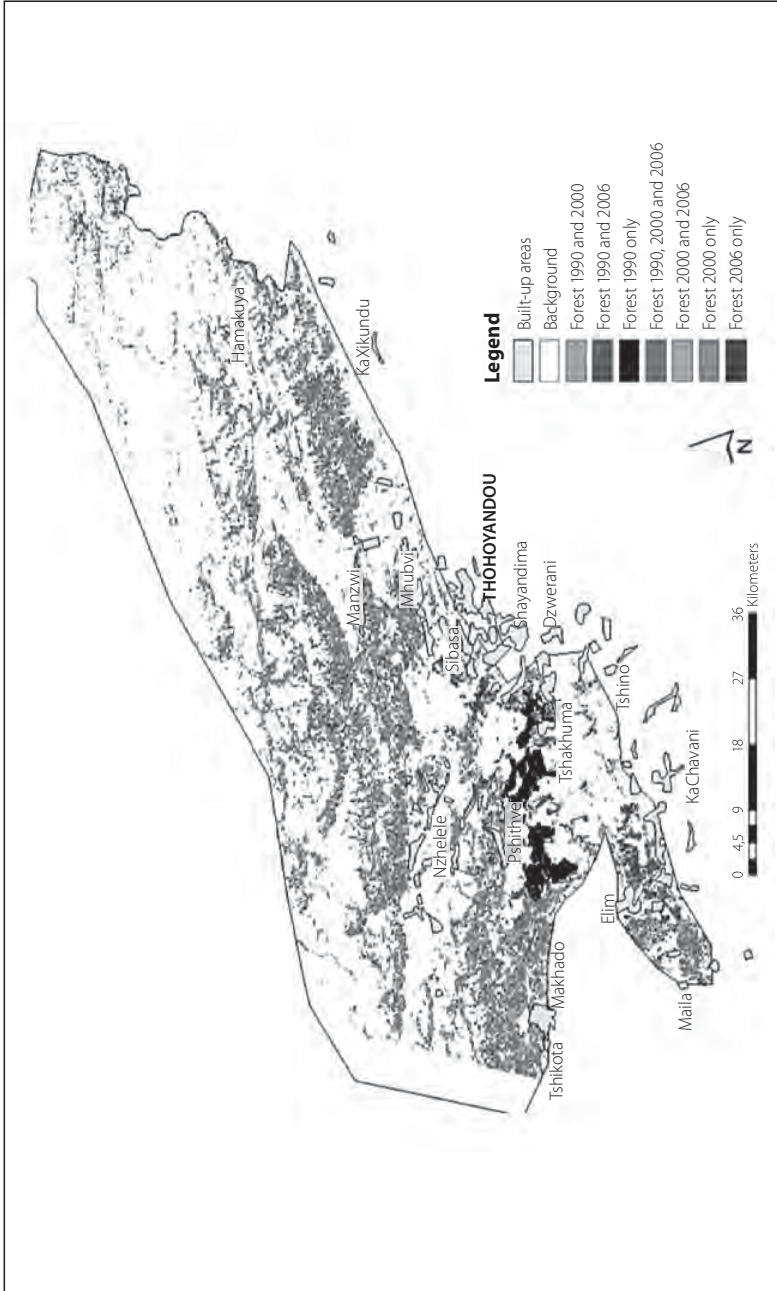 Hamakuya
KaXikundu
Manzwi
Mhubvi
Sibasa
THOHOYANDOU
Shayandima
Dzwerani
Nzhelele
Pshithve
Tshakhuma
Tshino
KaChavani
Elim
Makhado
Tshikota
Maila
Legend
Built-up areas
Background
Forest 1990 and 2000
Forest 1990 and 2006
Forest 1990 only
Forest 1990, 2000 and 2006
Forest 2000 and 2006
Forest 2000 only
Forest 2006 only
N
0 4,5 9 18 27 36
Kilometers